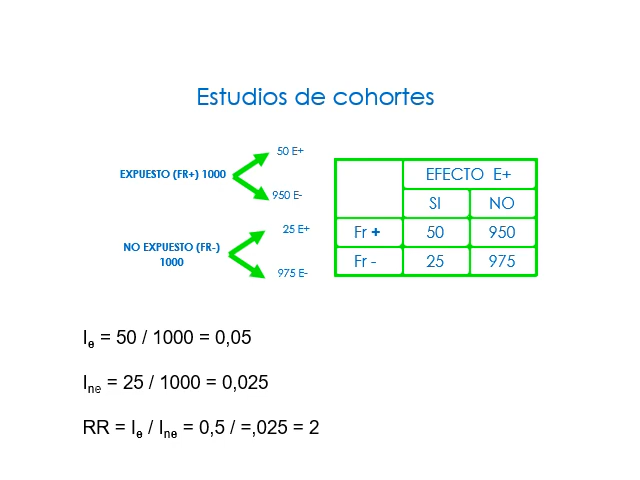 Estudios de cohortes
EXPUESTO (FR+) 1000
50 E+
950 E-
NO EXPUESTO (FR-)
1000
25 E+
975 E-
EFECTO E+
SI NO
Fr + 50 950
Fr - 25 975
Ie = 50 / 1000 = 0,05
Ine = 25 / 1000 = 0,025
RR = Ie / Ine = 0,5 / =,025 = 2